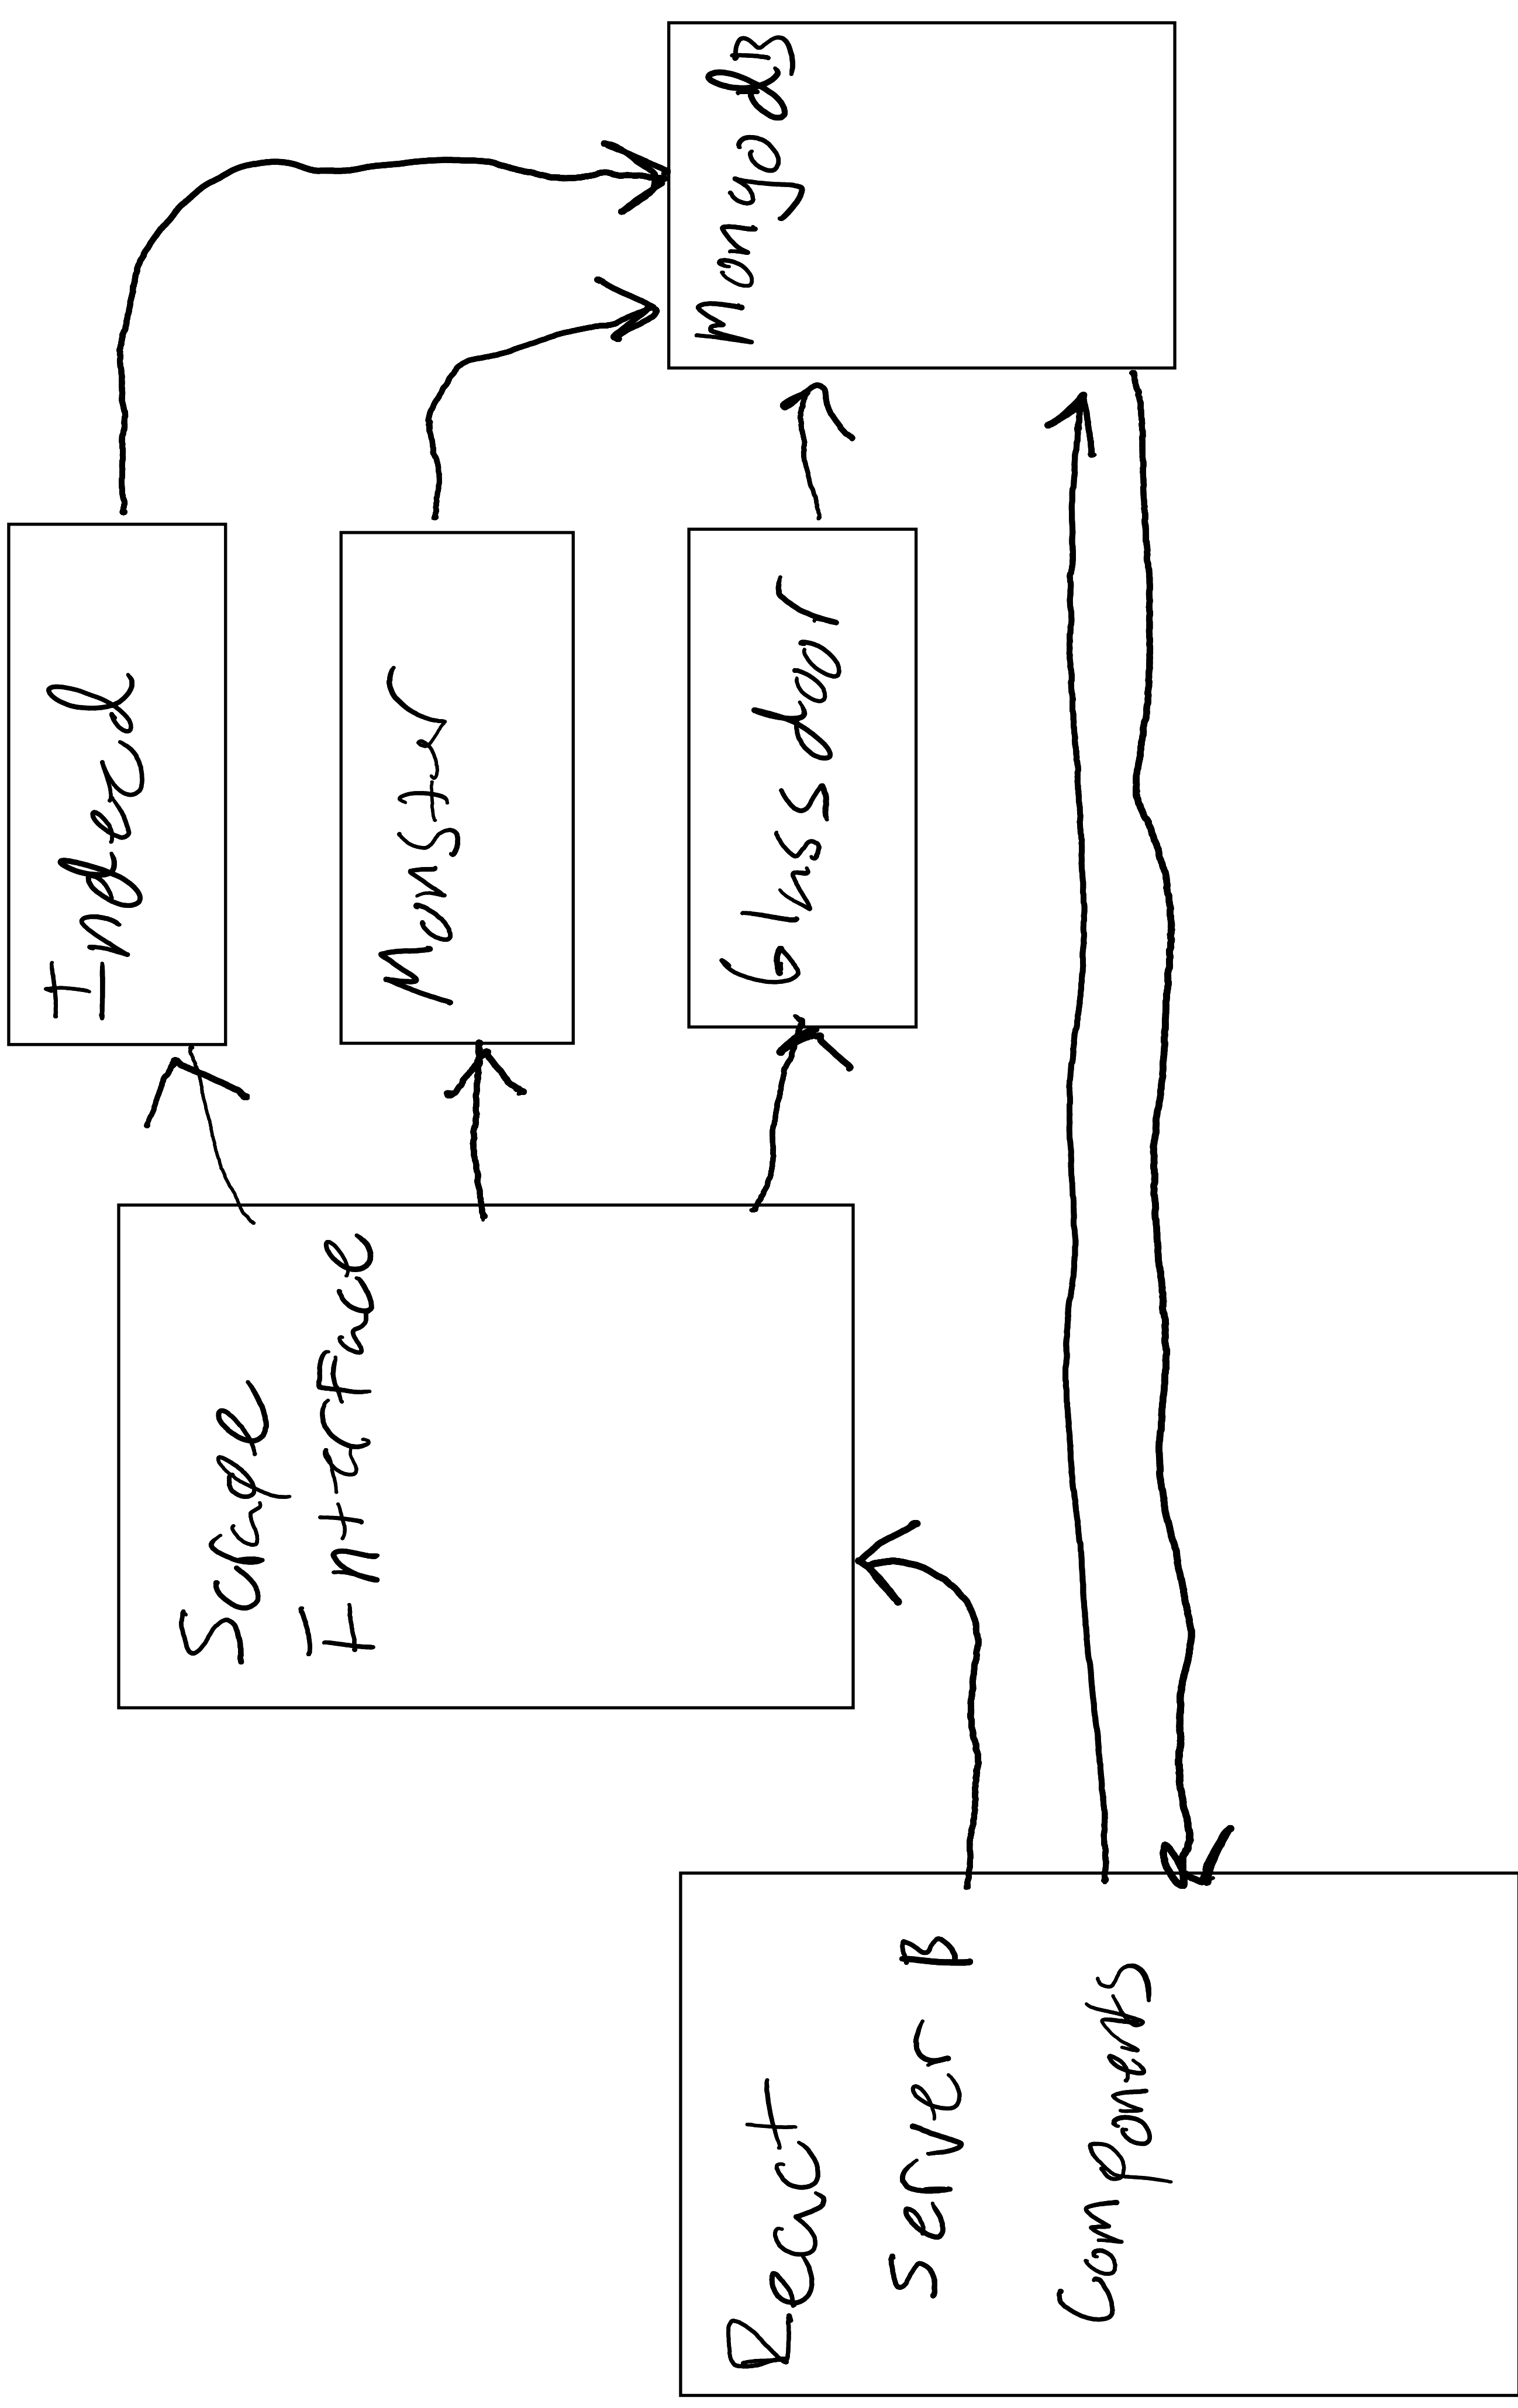 React
Server B
Components
Scrape
InterFace
Indeed
Monster
Glassdoor
MongodB